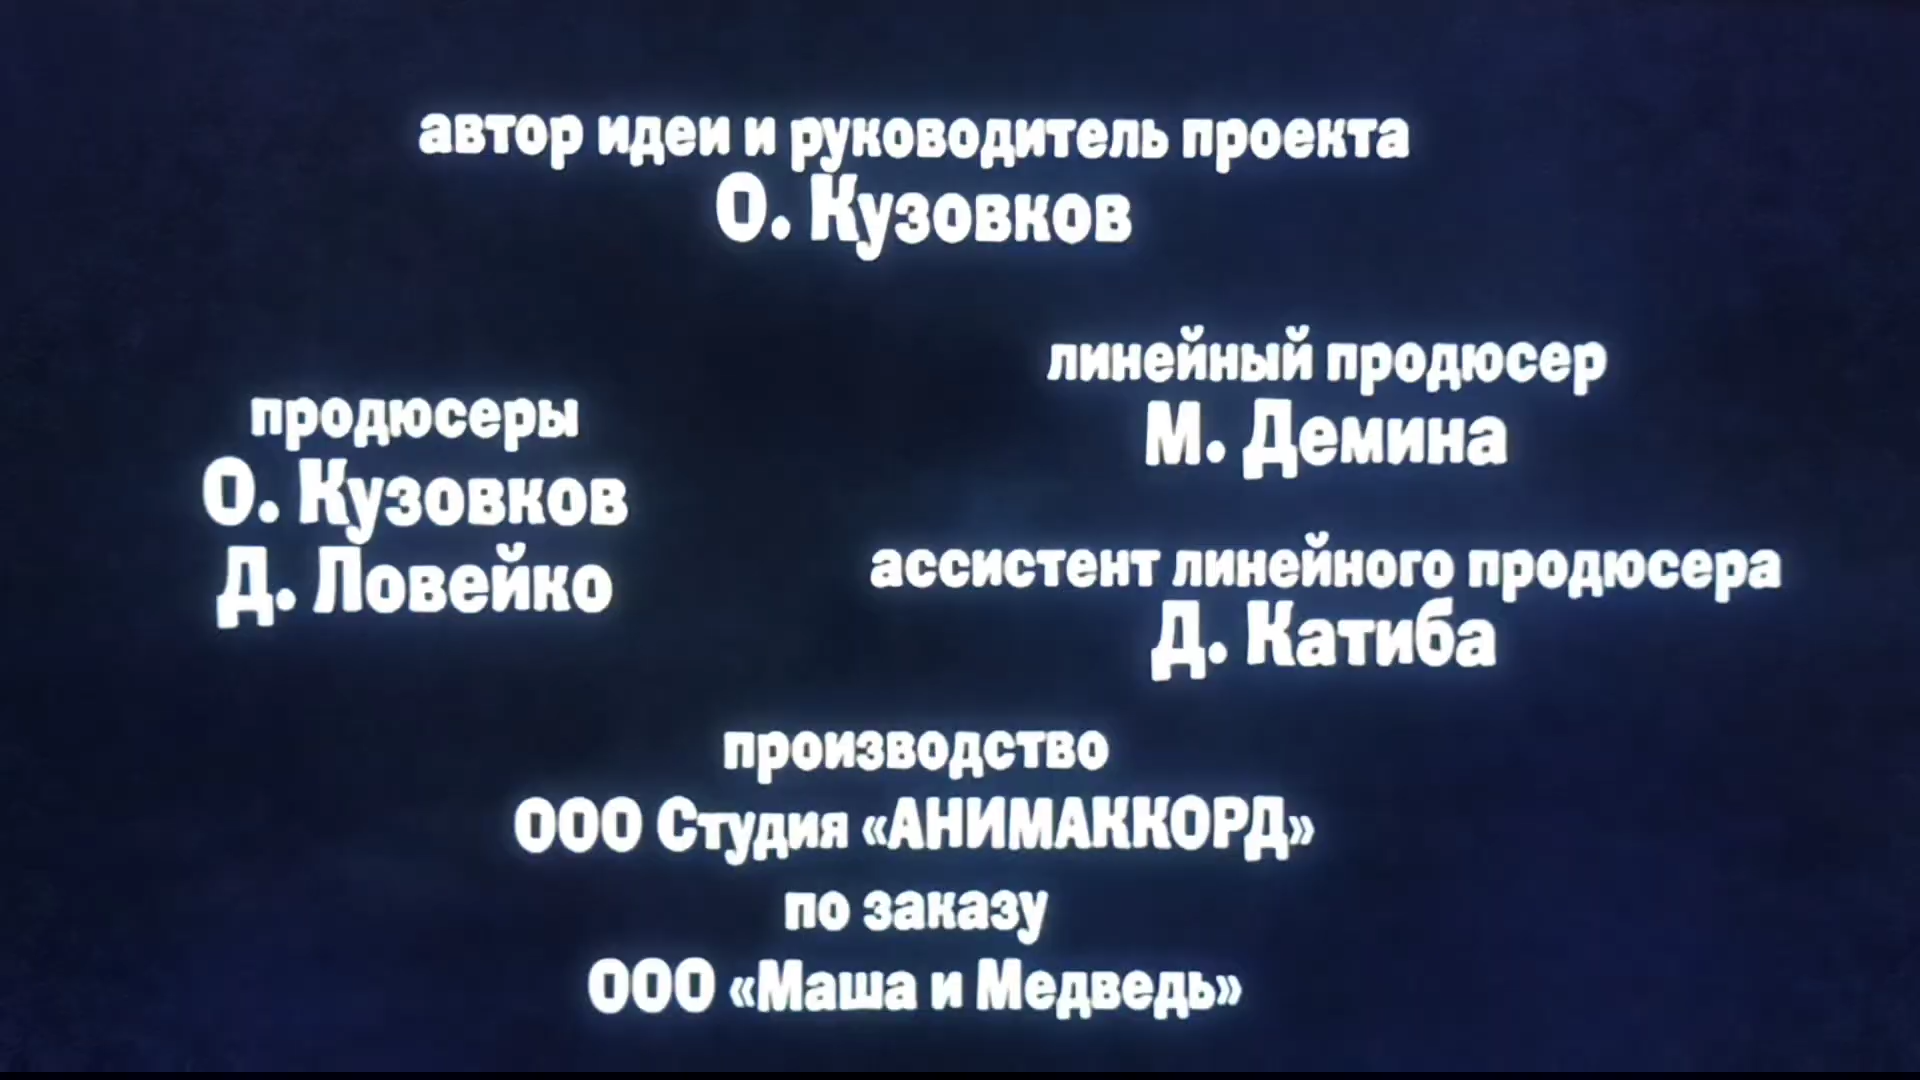 автор идеи и руководитель проекта
О. Кузовков
продюсеры
О. Кузовков
Д. Ловейко
линейный продюсер
М. Демина
ассистент линейного продюсера
Д. Катиба
производство
ООО Студия «АНИМАККОРД»
по заказу
ООО «Маша и Медведь»